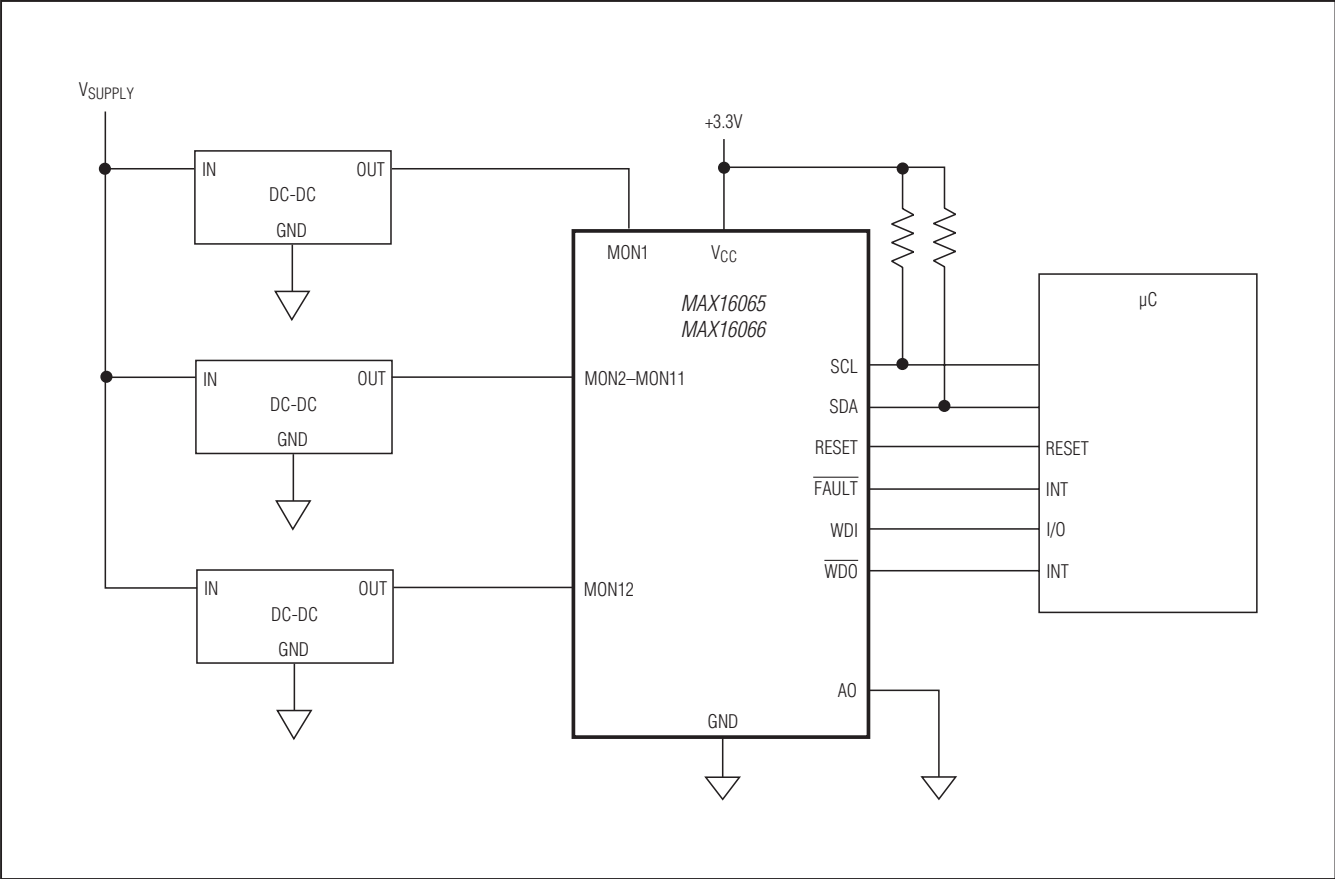 VSUPPLY
+3.3V
IN
OUT
DC-DC
GND
MON1
VCC
MAX16065
MAX16066
µC
IN
OUT
DC-DC
GND
MON2–MON11
SCL
SDA
RESET
RESET
FAULT
INT
WDI
I/O
WDO
INT
IN
OUT
DC-DC
GND
MON12
A0
GND